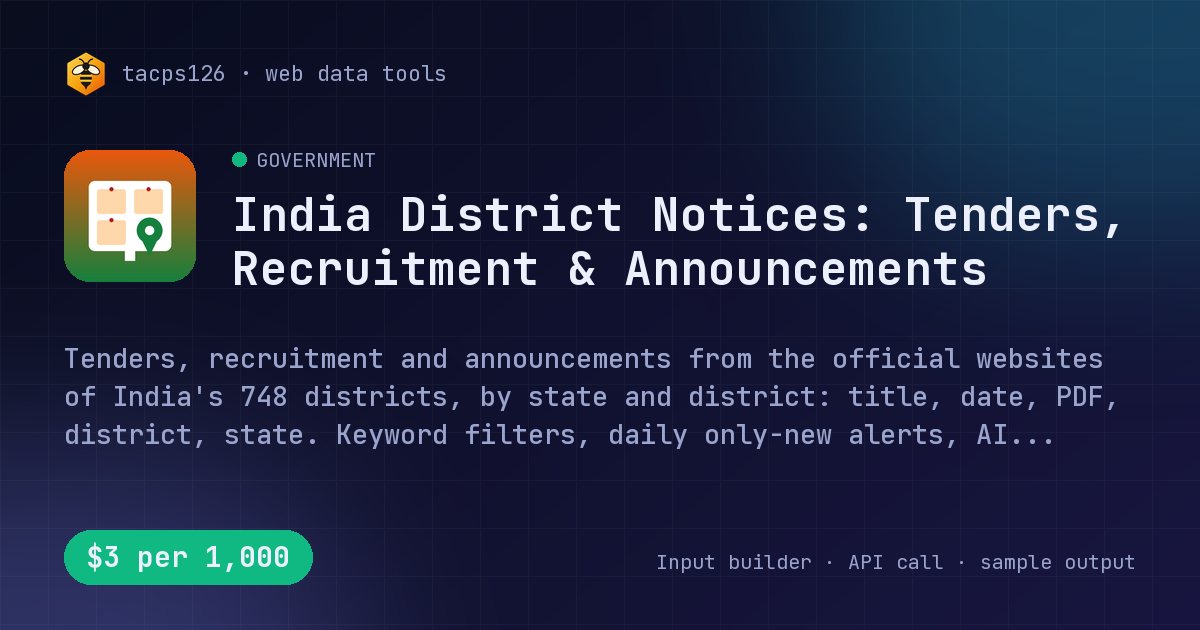 tacps126 · web data tools
GOVERNMENT
India District Notices: Tenders,
Recruitment & Announcements
Tenders, recruitment and announcements from the official websites
of India's 748 districts, by state and district: title, date, PDF,
district, state. Keyword filters, daily only-new alerts, AI...
$3 per 1,000
Input builder · API call · sample output